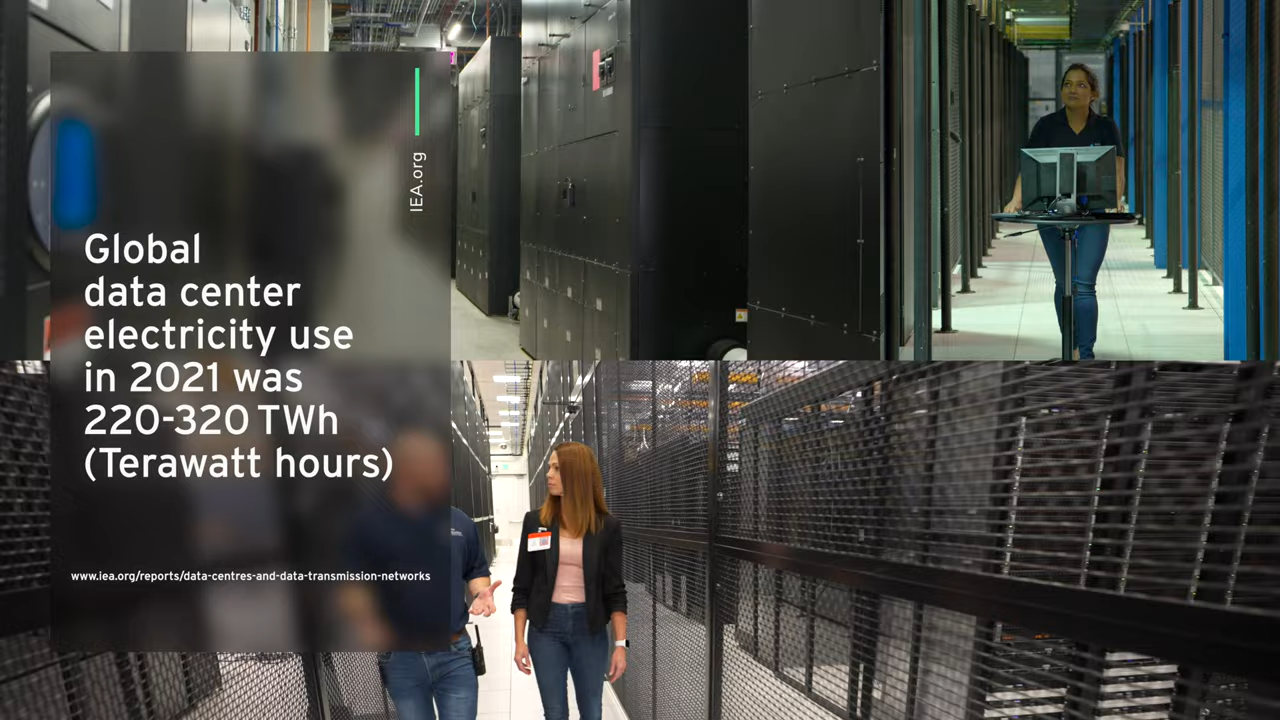 IEA.org
Global
data center
electricity use
in 2021 was
220-320 TWh
(Terawatt hours)
www.iea.org/reports/data-centres-and-data-transmission-networks